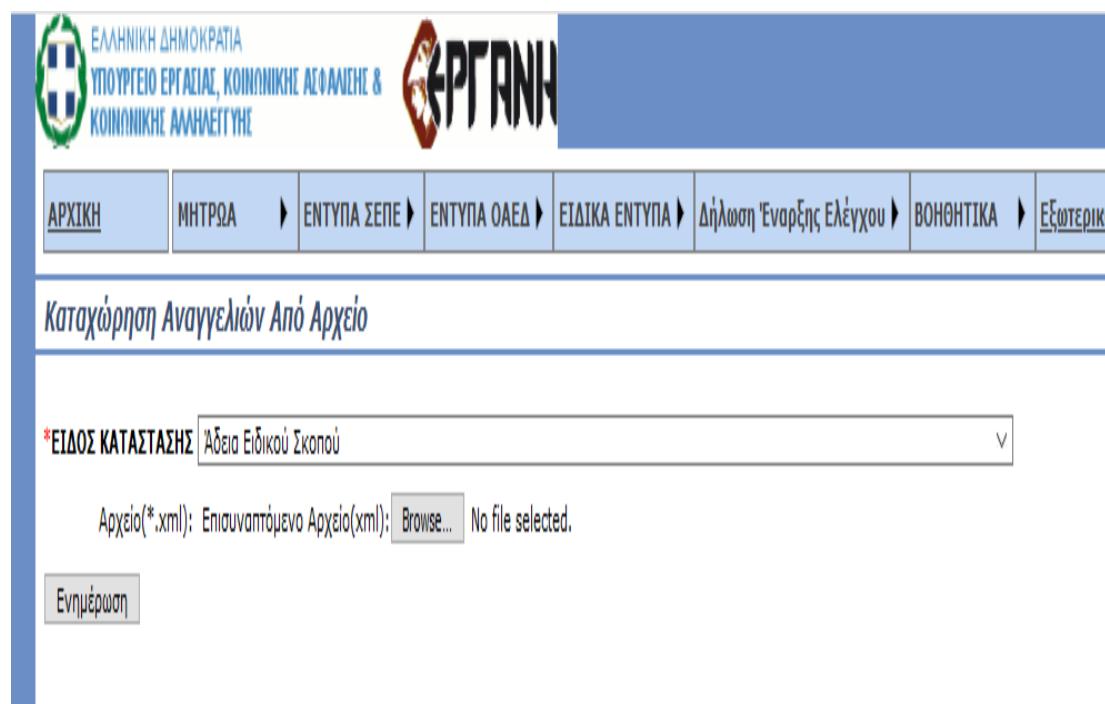 ΕΛΛΗΝΙΚΗ ΔΗΜΟΚΡΑΤΙΑ
ΥΠΟΥΡΓΕΙΟ ΕΡΓΑΣΙΑΣ, ΚΟΙΝΩΝΙΚΗΣ ΑΣΦΑΛΙΣΗΣ &
ΚΟΙΝΩΝΙΚΗΣ ΑΛΛΗΛΕΓΓΥΗΣ
ΕΡΓΑΝΗ
ΑΡΧΙΚΗ ΜΗΤΡΩΑ ΕΝΤΥΠΑ ΣΕΠΕ ΕΝΤΥΠΑ ΟΑΕΔ ΕΙΔΙΚΑ ΕΝΤΥΠΑ Δήλωση Έναρξης Ελέγχου ΒΟΗΘΗΤΙΚΑ Εξωτερικ
Καταχώρηση Αναγγελιών Από Αρχείο
*ΕΙΔΟΣ ΚΑΤΑΣΤΑΣΗΣ Άδεια Ειδικού Σκοπού
Αρχείο(*.xml): Επισυναπτόμενο Αρχείο(xml): Browse... No file selected.
Ενημέρωση